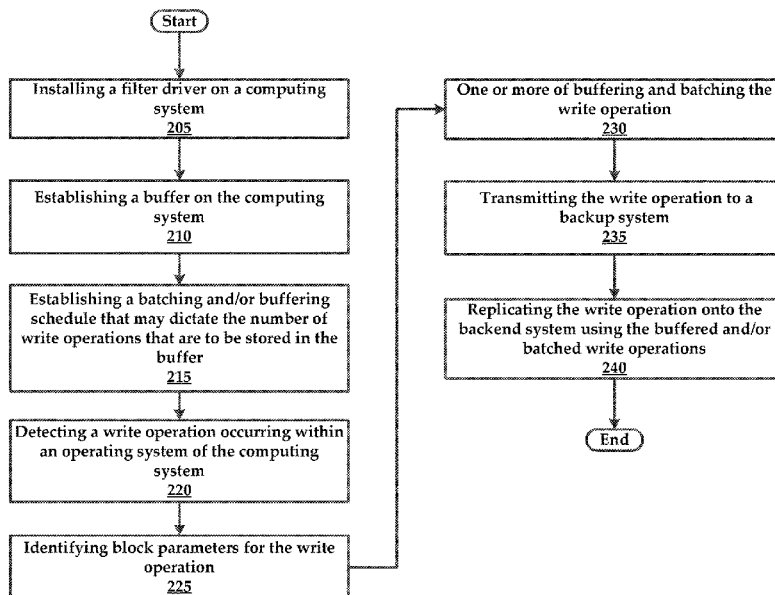 Start
Installing a filter driver on a computing
system
205
Establishing a buffer on the computing
system
210
Establishing a batching and/or buffering
schedule that may dictate the number of
write operations that are to be stored in the
buffer
215
Detecting a write operation occurring within
an operating system of the computing
system
220
Identifying block parameters for the write
operation
225
One or more of buffering and batching the
write operation
230
Transmitting the write operation to a
backup system
235
Replicating the write operation onto the
backend system using the buffered and/or
batched write operations
240
End